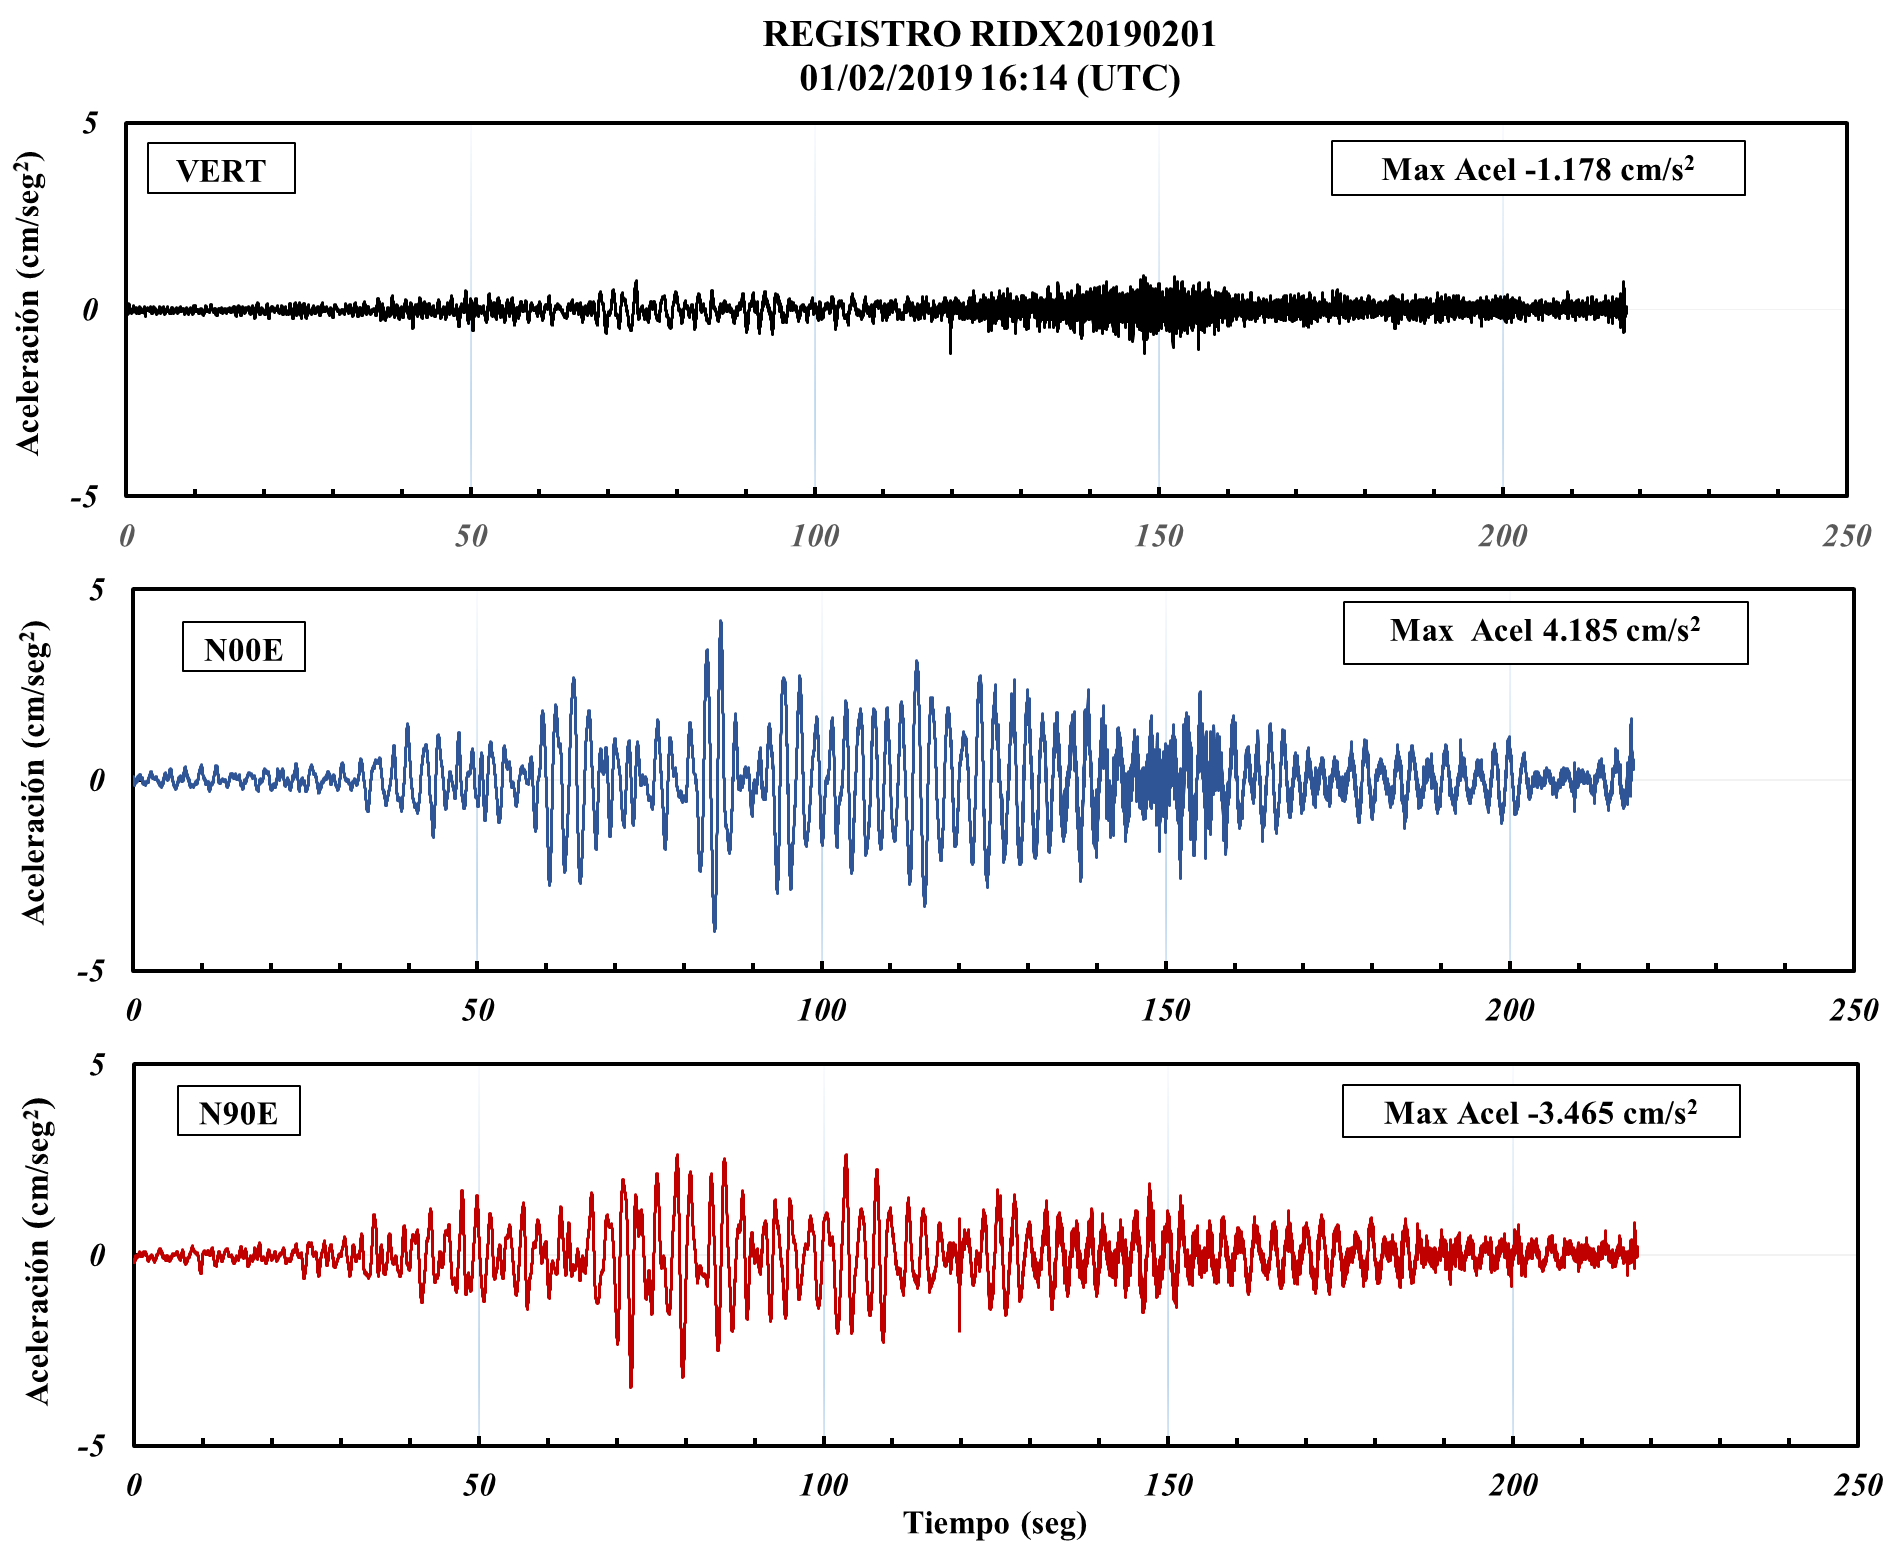 REGISTRO RIDX20190201
01/02/2019 16:14 (UTC)
Aceleración (cm/seg²)
5
0
-5
VERT
Max Acel -1.178 cm/s²
0 50 100 150 200 250
Aceleración (cm/seg²)
5
0
-5
N00E
Max Acel 4.185 cm/s²
0 50 100 150 200 250
Aceleración (cm/seg²)
5
0
-5
N90E
Max Acel -3.465 cm/s²
0 50 100 150 200 250
Tiempo (seg)